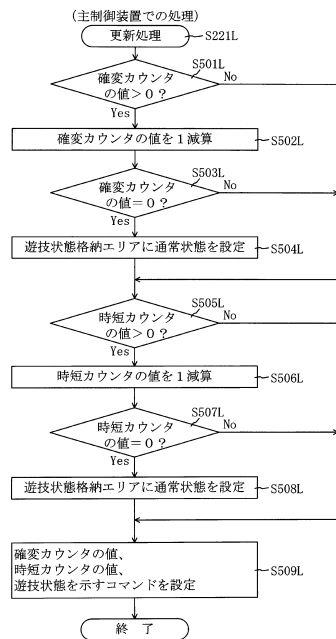 (主制御装置での処理)
更新処理
S221L
S501L
確変カウンタ
の値>0?
No
Yes
確変カウンタの値を1減算
S502L
S503L
確変カウンタ
の値=0?
No
Yes
遊技状態格納エリアに通常状態を設定
S504L
S505L
時短カウンタ
の値>0?
No
Yes
時短カウンタの値を1減算
S506L
S507L
時短カウンタ
の値=0?
No
Yes
遊技状態格納エリアに通常状態を設定
S508L
確変カウンタの値、
時短カウンタの値、
遊技状態を示すコマンドを設定
S509L
終 了